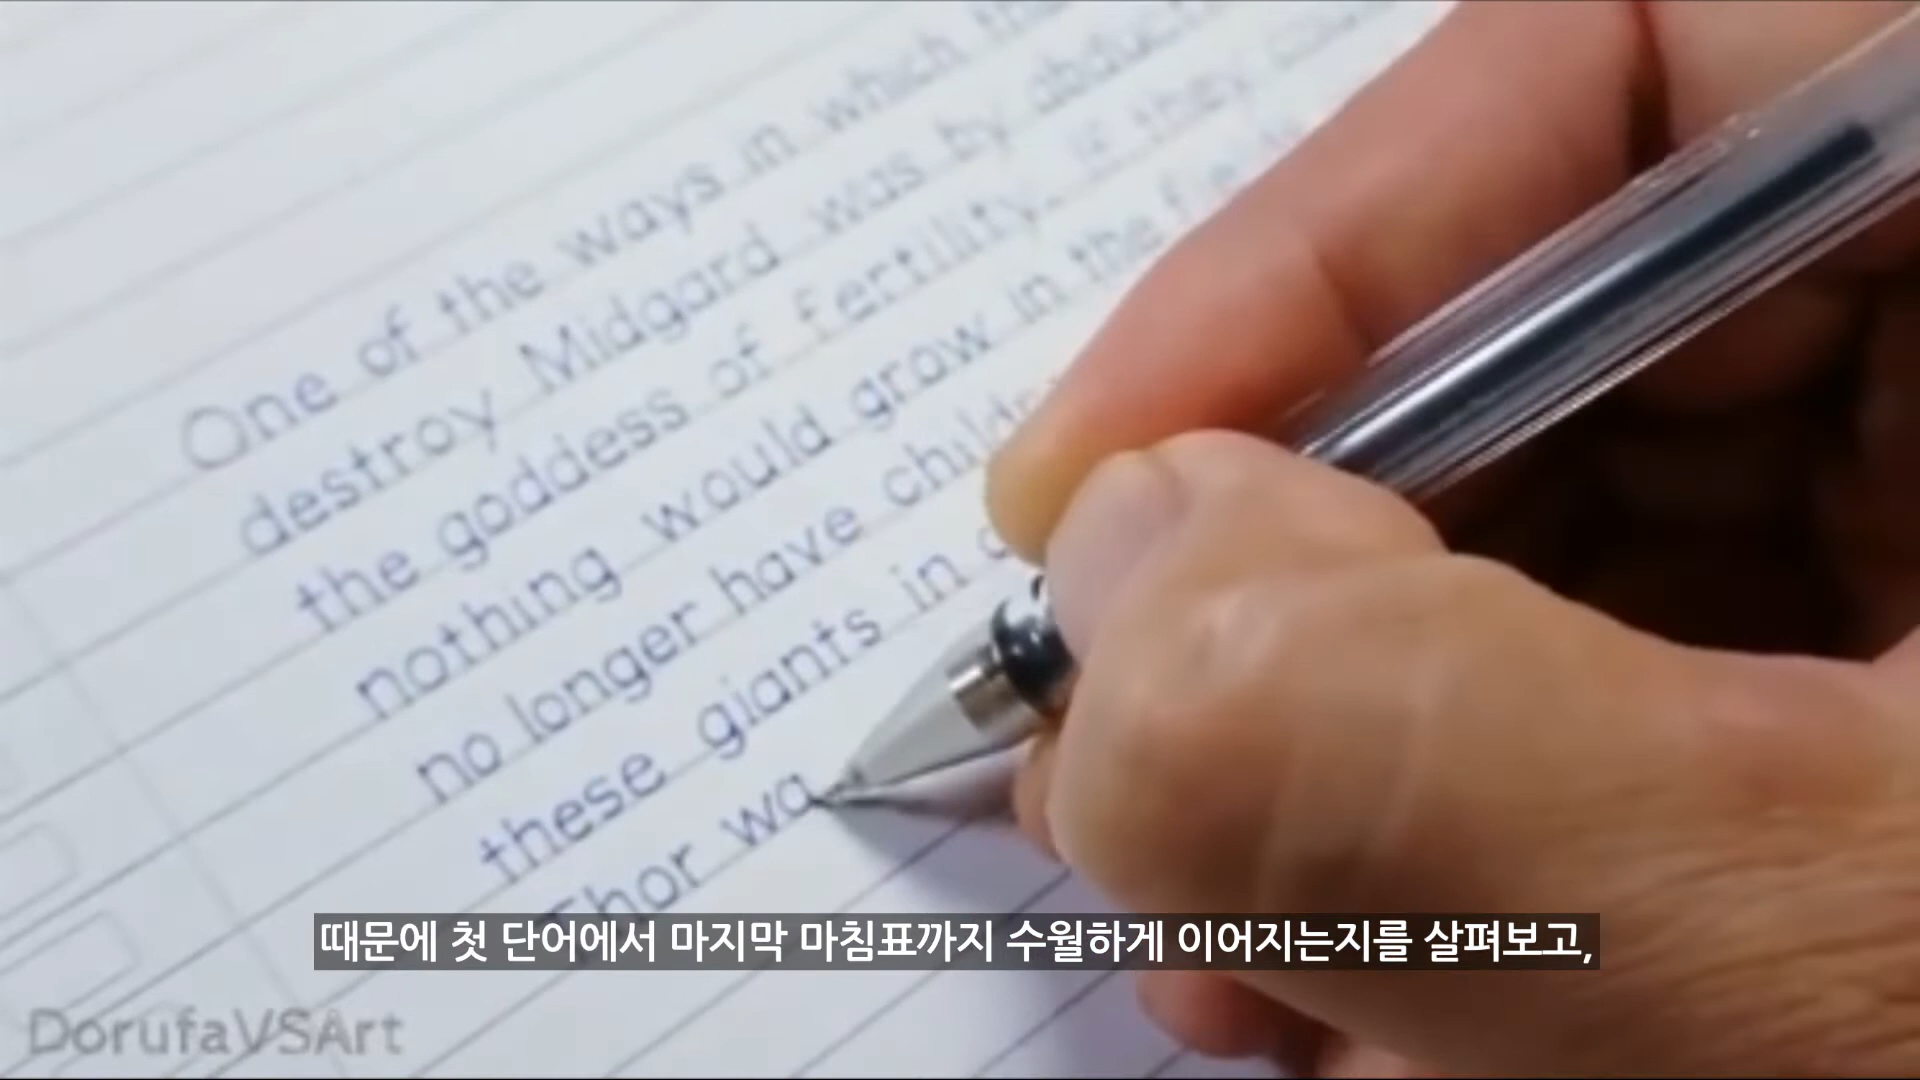 One of the ways in which
destroy Midgard was by
the goddess of fertility. if they
nothing would grow in the
no longer have
these giants in
Thor wa
때문에 첫 단어에서 마지막 마침표까지 수월하게 이어지는지를 살펴보고,
DorufaVSArt